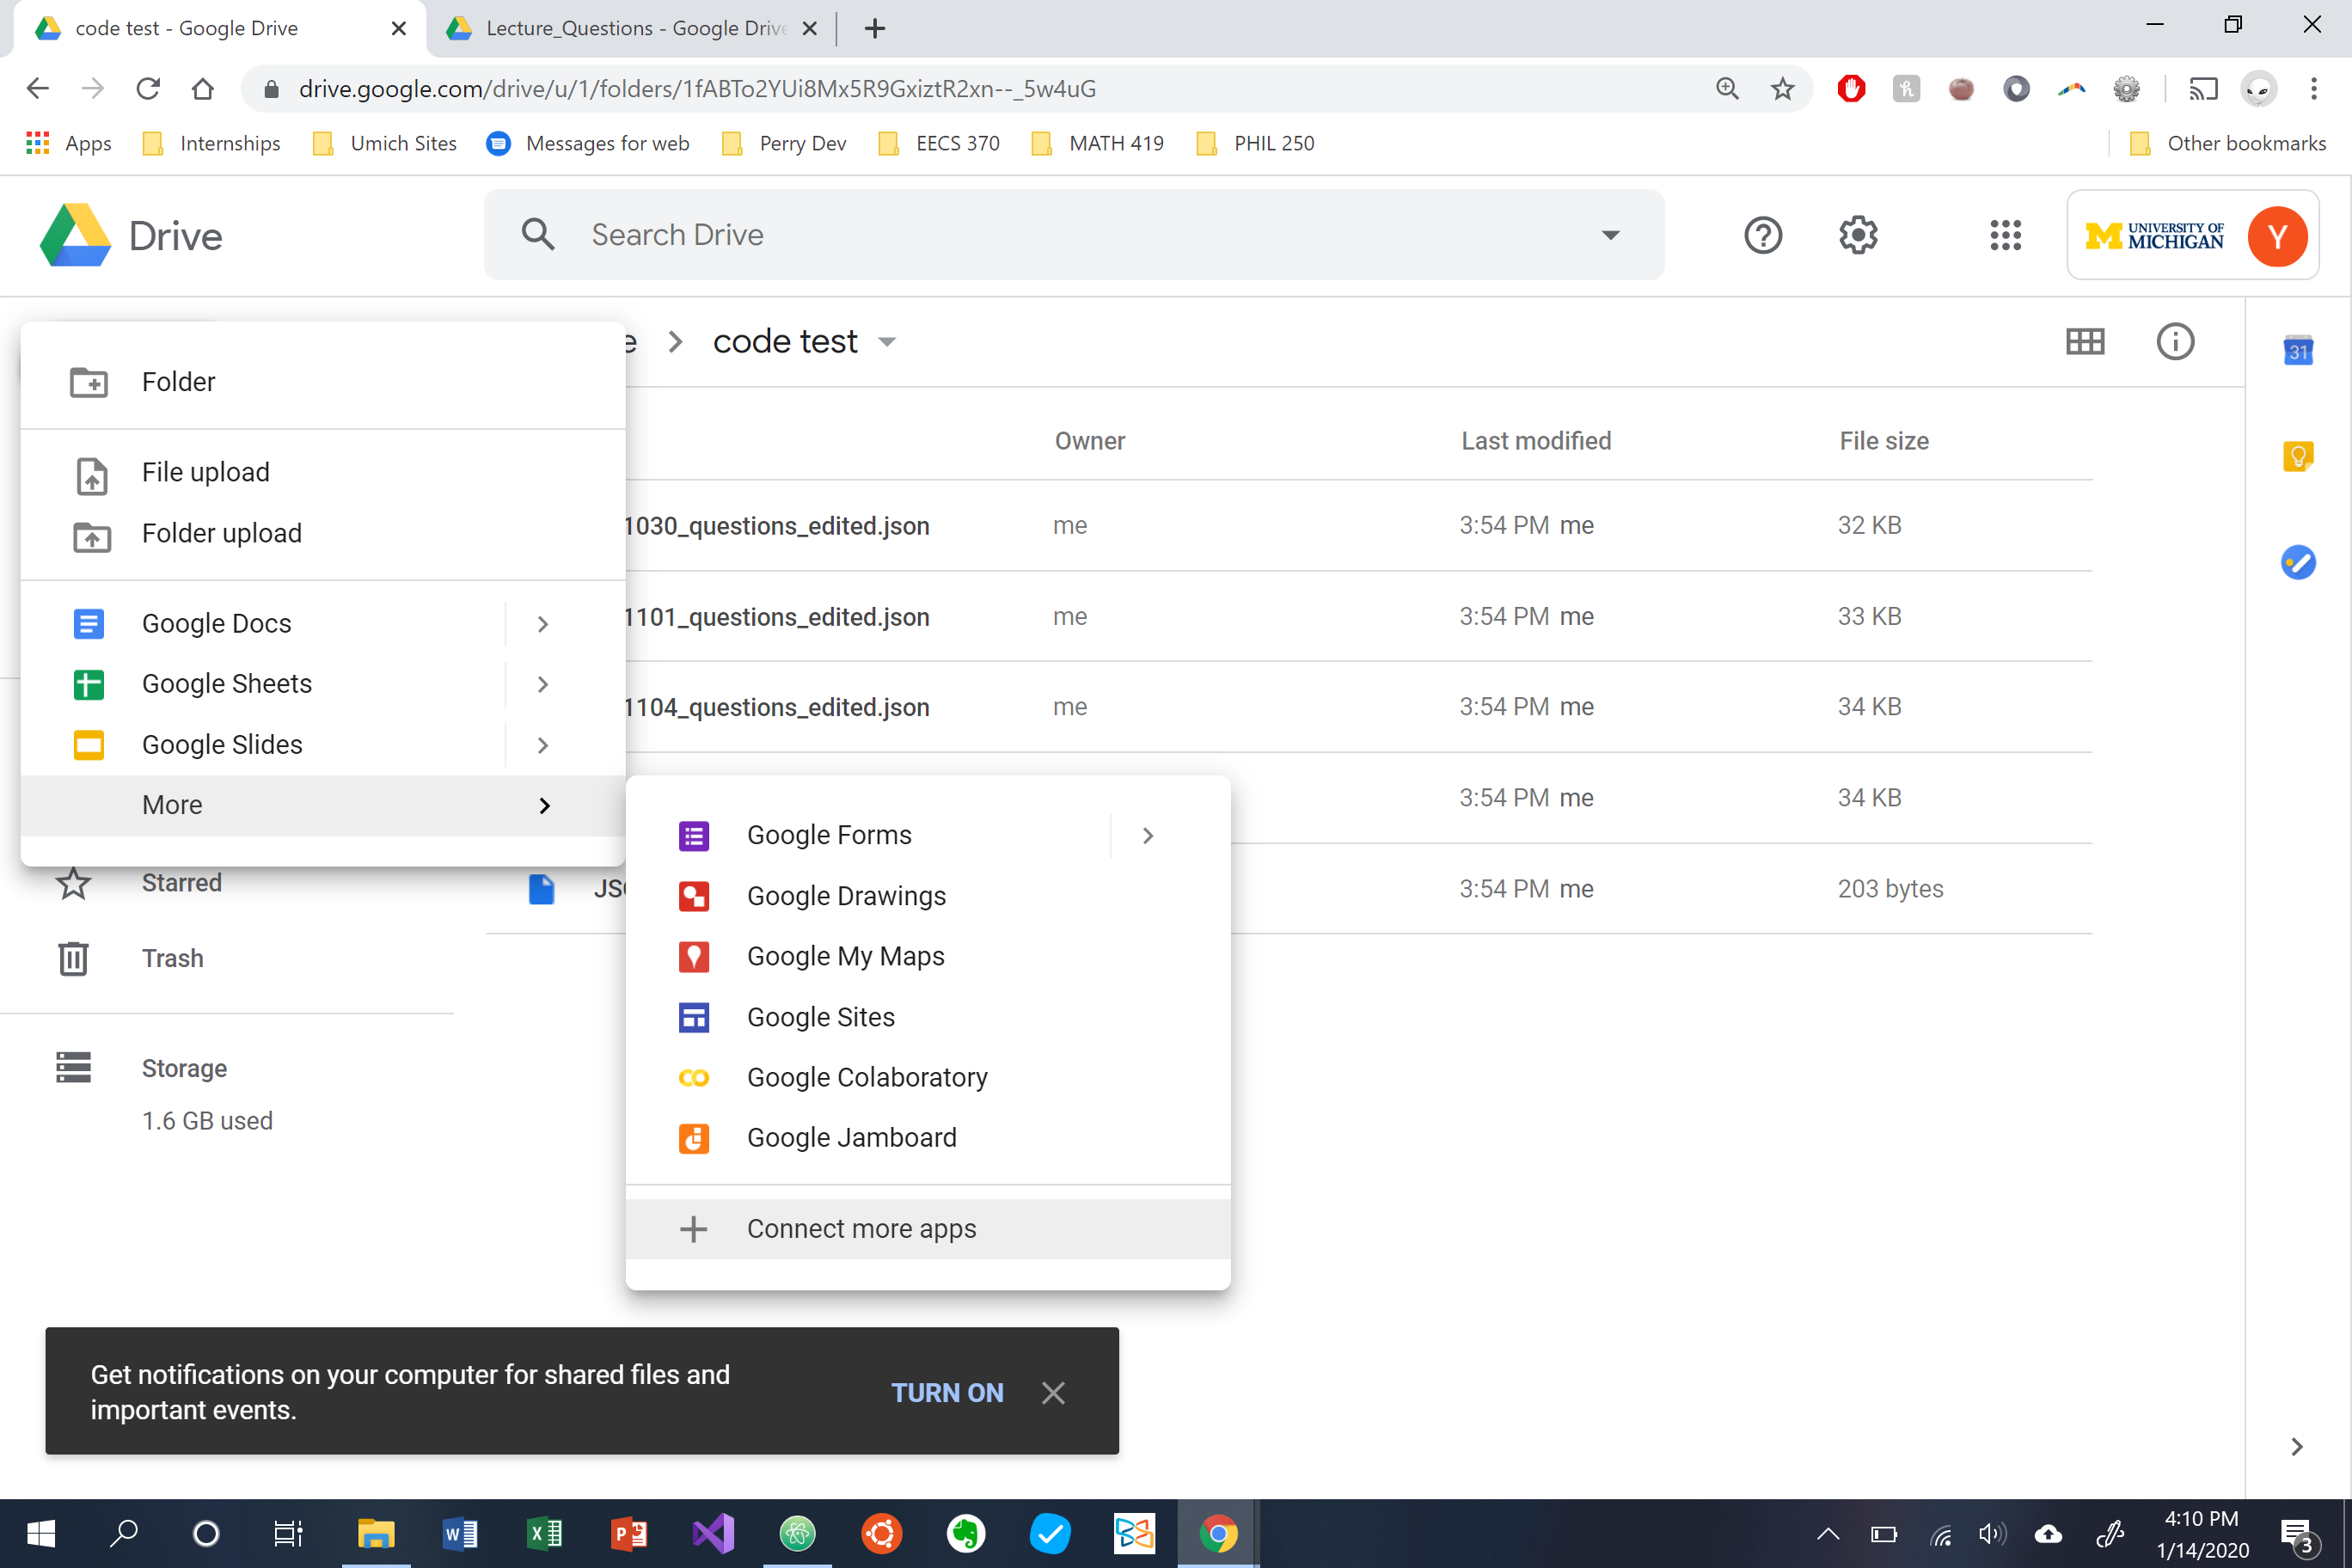 code test - Google Drive
Lecture_Questions - Google Drive
drive.google.com/drive/u/1/folders/1fABTo2YUi8Mx5R9GxiztR2xn--_5w4uG
Apps Internships Umich Sites Messages for web Perry Dev EECS 370 MATH 419 PHIL 250 Other bookmarks
Drive
Search Drive
UNIVERSITY OF
MICHIGAN
Y
code test
Folder
File upload
Folder upload
Google Docs
Google Sheets
Google Slides
More
Owner Last modified File size
1030_questions_edited.json me 3:54 PM me 32 KB
1101_questions_edited.json me 3:54 PM me 33 KB
1104_questions_edited.json me 3:54 PM me 34 KB
3:54 PM me 34 KB
3:54 PM me 203 bytes
31
Google Forms
Google Drawings
Google My Maps
Google Sites
Google Colaboratory
Google Jamboard
Connect more apps
Starred
Trash
Storage
1.6 GB used
Get notifications on your computer for shared files and
important events.
TURN ON
4:10 PM
1/14/2020
3